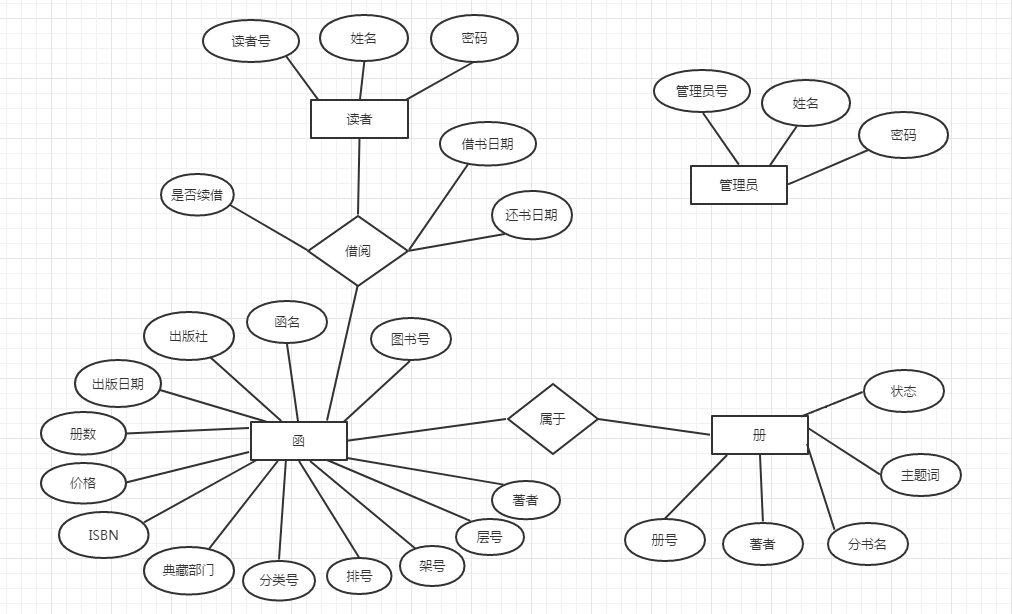 读者号
姓名
密码
读者
管理员号
姓名
密码
管理员
借书日期
是否续借
还书日期
借阅
函名
出版社
图书号
出版日期
册数
函
属于
册
状态
主题词
价格
ISBN
典藏部门
分类号
排号
架号
层号
著者
册号
著者
分书名